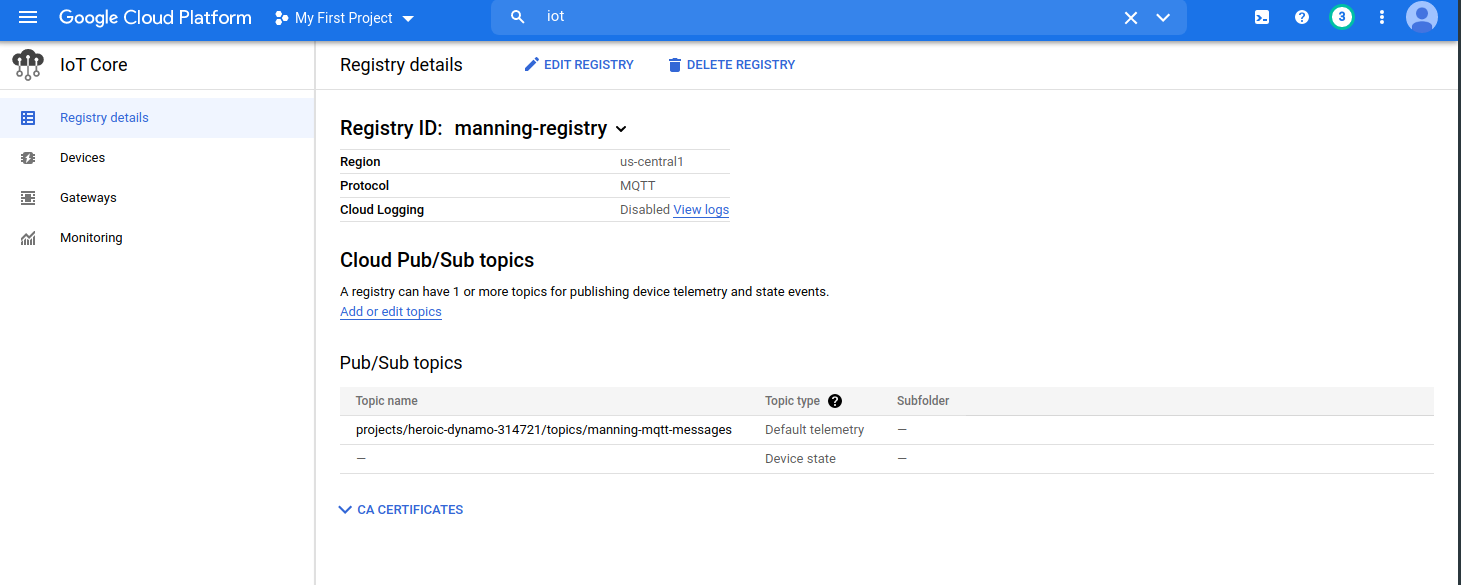 Google Cloud Platform My First Project iot 3
IoT Core
Registry details EDIT REGISTRY DELETE REGISTRY
Registry details
Devices
Gateways
Monitoring
Registry ID: manning-registry
Region us-central1
Protocol MQTT
Cloud Logging Disabled View logs
Cloud Pub/Sub topics
A registry can have 1 or more topics for publishing device telemetry and state events.
Add or edit topics
Pub/Sub topics
Topic name Topic type ? Subfolder
projects/heroic-dynamo-314721/topics/manning-mqtt-messages Default telemetry —
— Device state —
CA CERTIFICATES